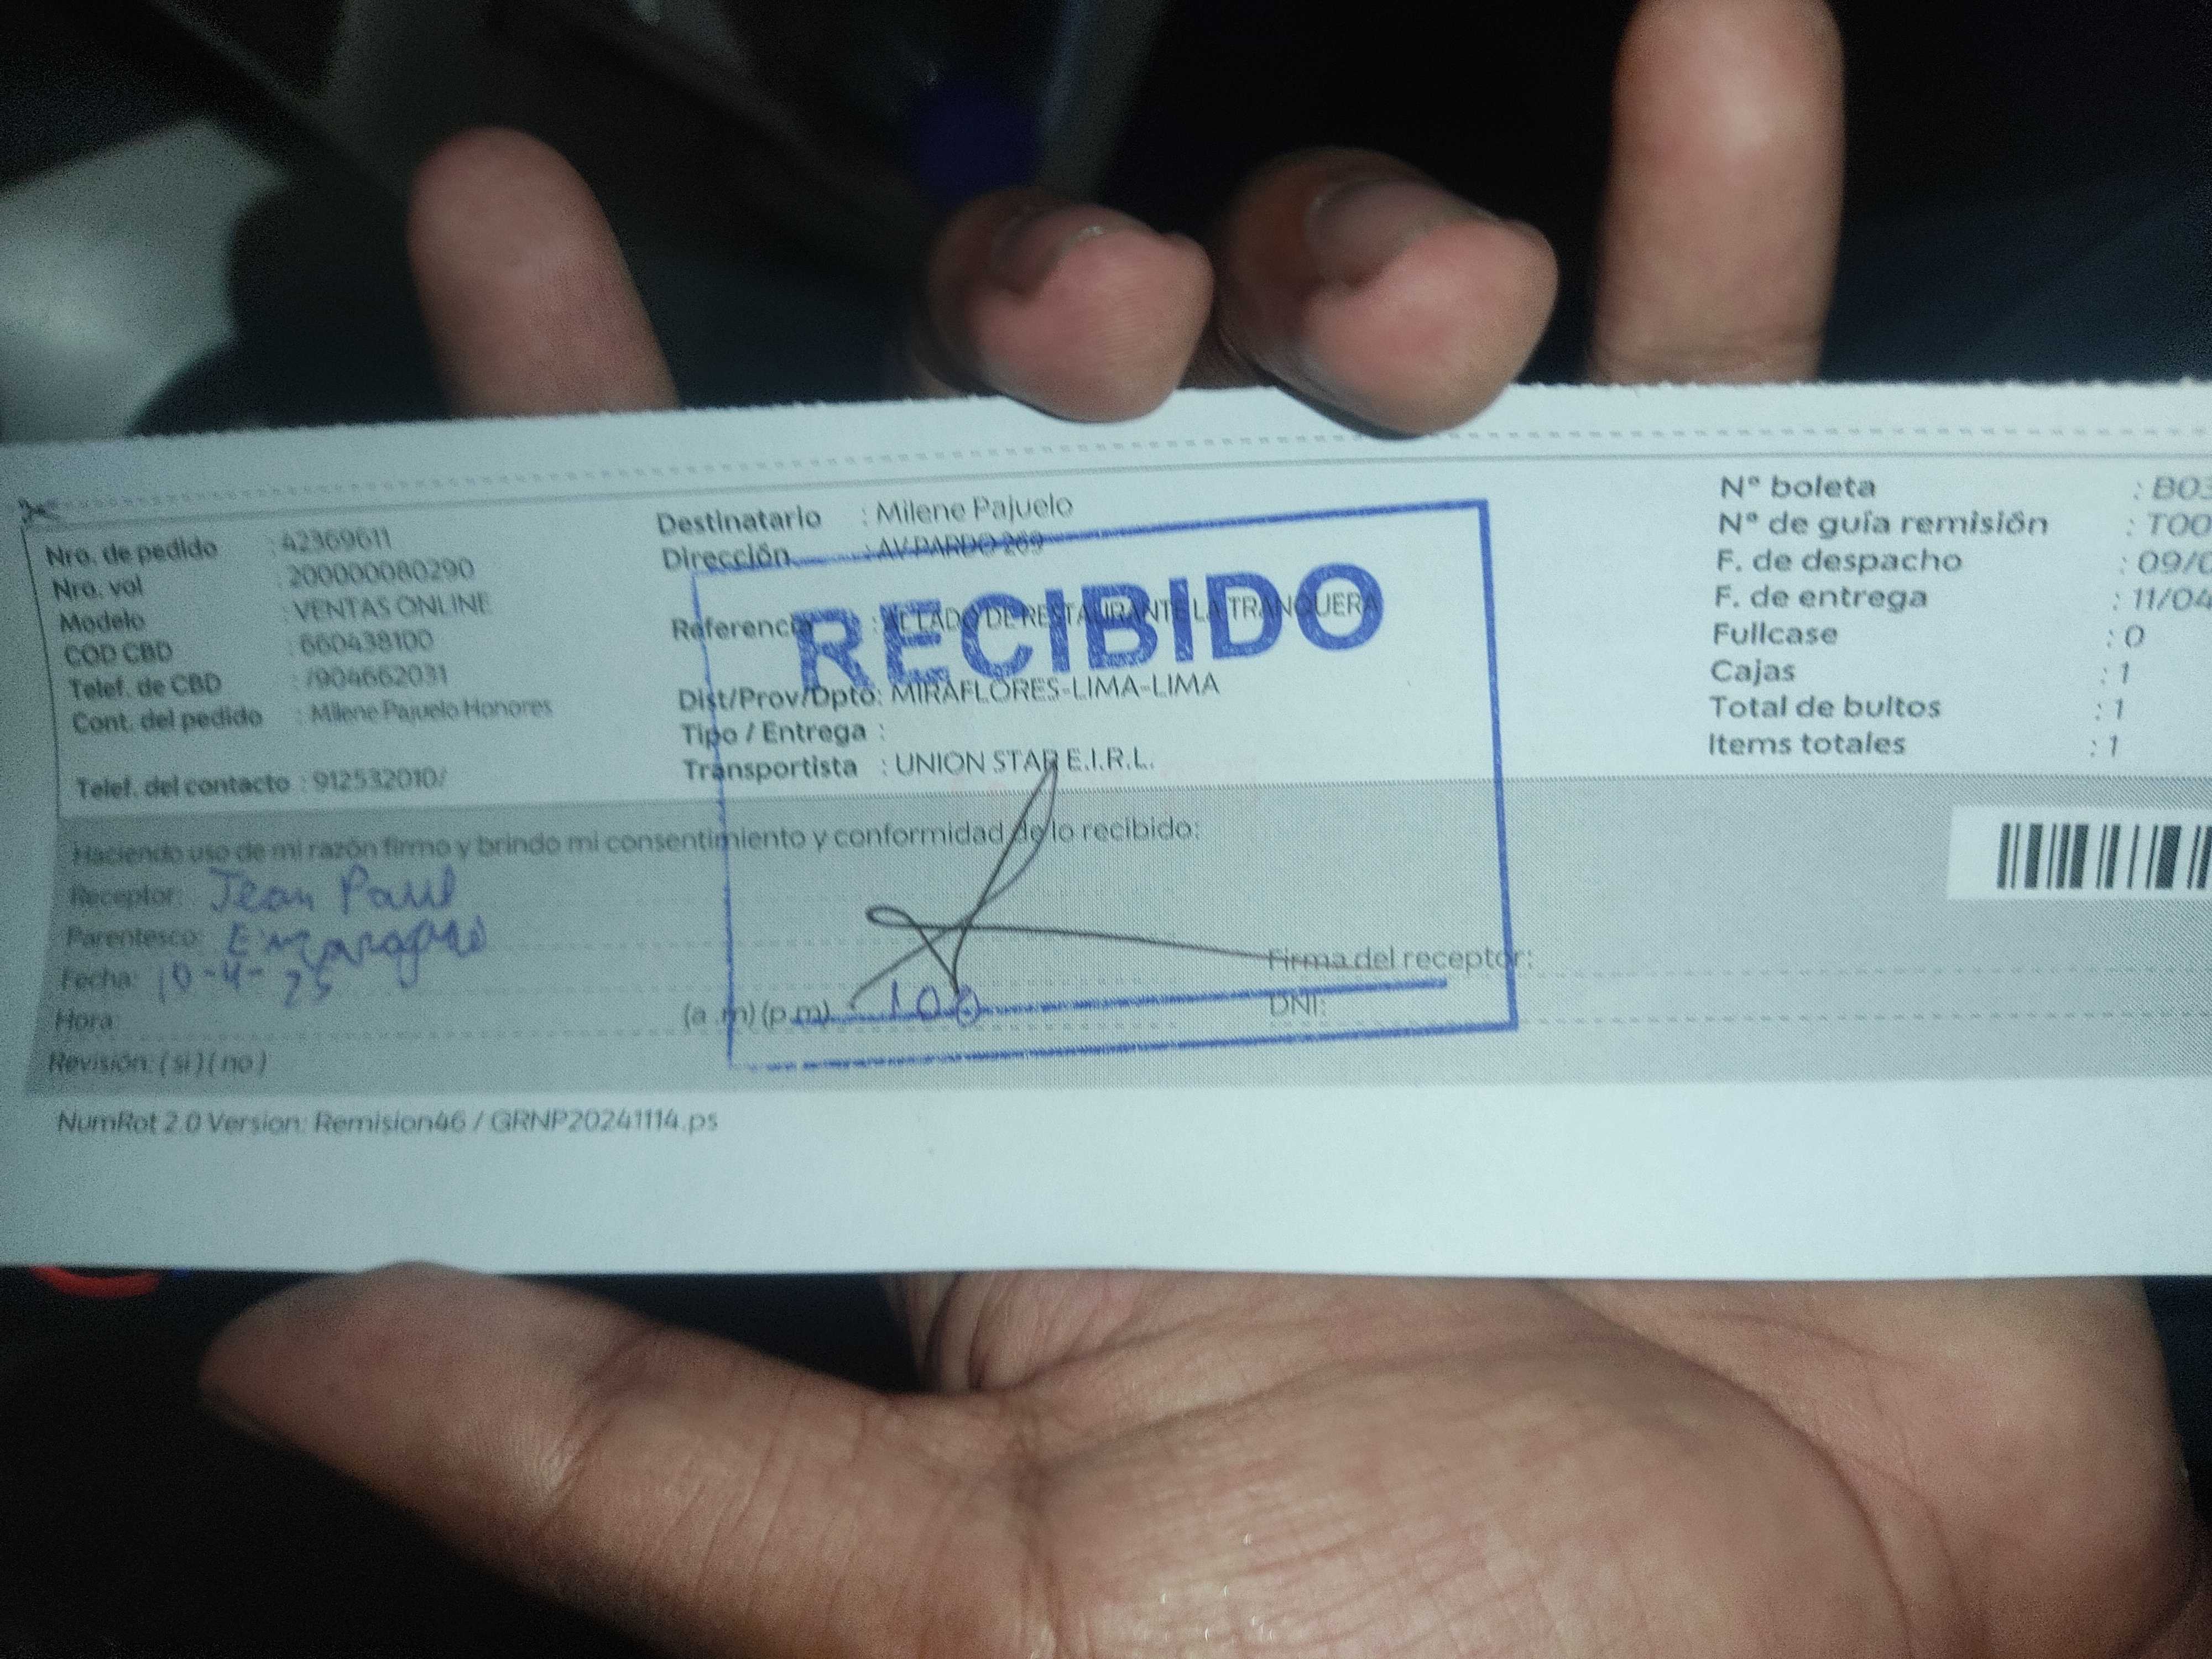 Nro. de pedido : 42369611
Nro. vol : 200000080290
Modelo : VENTAS ONLINE
COD CBD : 660438100
Telef. de CBD : /904662031
Cont. del pedido : Milene Pajuelo Honores
Telef. del contacto : 912532010/
Destinatario : Milene Pajuelo
Dirección : AV PARDO 269
Referencia : AL LADO DE RESTAURANTE LA TRANQUERA
Dist/Prov/Dpto: MIRAFLORES-LIMA-LIMA
Tipo / Entrega :
Transportista : UNION STAR E.I.R.L.
RECIBIDO
N° boleta : B03
N° de guía remisión : T00
F. de despacho : 09/0
F. de entrega : 11/04
Fullcase : 0
Cajas : 1
Total de bultos : 1
Items totales : 1
Haciendo uso de mi razón firmo y brindo mi consentimiento y conformidad de lo recibido:
Receptor: Jean Paul
Parentesco:
Fecha: 10-4-25
Hora: (a .m) (p.m) 100
Revisión: ( si ) ( no )
Firma del receptor:
DNI:
NumRot 2.0 Version: Remision46 / GRNP20241114.ps